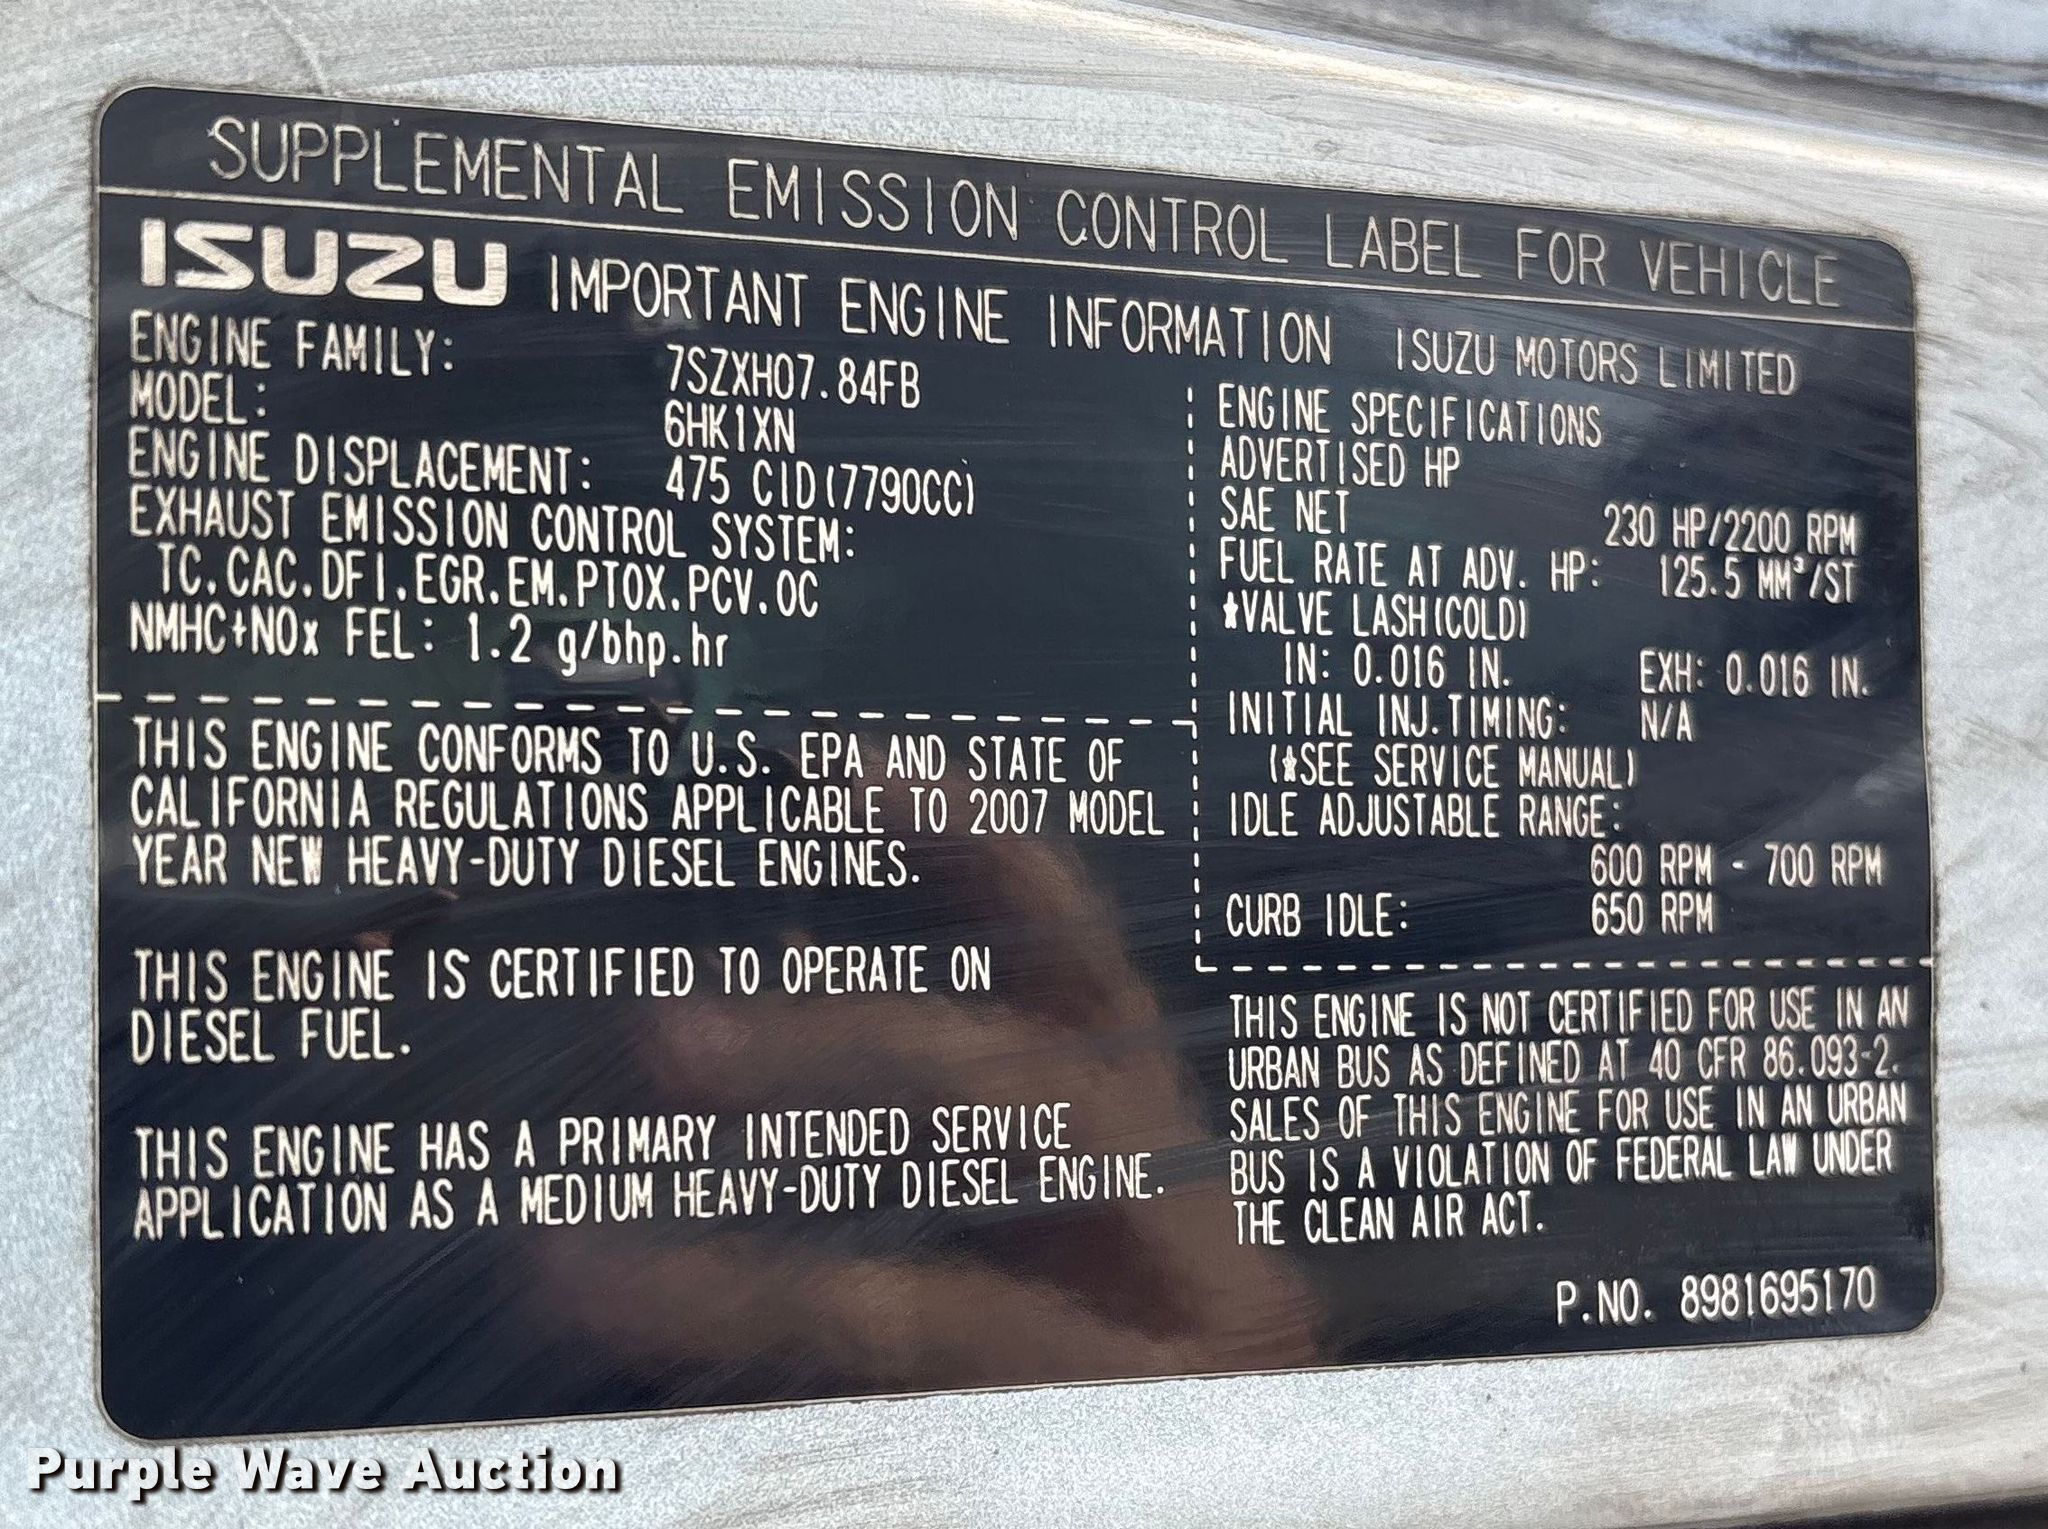 SUPPLEMENTAL EMISSION CONTROL LABEL FOR VEHICLE
ISUZU IMPORTANT ENGINE INFORMATION ISUZU MOTORS LIMITED
ENGINE FAMILY: 7SZXH07.84FB
MODEL: 6HK1XN
ENGINE DISPLACEMENT: 475 CID(7790CC)
EXHAUST EMISSION CONTROL SYSTEM:
TC.CAC.DFI.EGR.EM.PTOX.PCV.OC
NMHC+NOx FEL: 1.2 g/bhp.hr
THIS ENGINE CONFORMS TO U.S. EPA AND STATE OF
CALIFORNIA REGULATIONS APPLICABLE TO 2007 MODEL
YEAR NEW HEAVY-DUTY DIESEL ENGINES.
THIS ENGINE IS CERTIFIED TO OPERATE ON
DIESEL FUEL.
THIS ENGINE HAS A PRIMARY INTENDED SERVICE
APPLICATION AS A MEDIUM HEAVY-DUTY DIESEL ENGINE.
ENGINE SPECIFICATIONS
ADVERTISED HP
SAE NET 230 HP/2200 RPM
FUEL RATE AT ADV. HP: 125.5 MM³/ST
*VALVE LASH(COLD)
IN: 0.016 IN. EXH: 0.016 IN.
INITIAL INJ.TIMING: N/A
(*SEE SERVICE MANUAL)
IDLE ADJUSTABLE RANGE:
600 RPM - 700 RPM
CURB IDLE: 650 RPM
THIS ENGINE IS NOT CERTIFIED FOR USE IN AN
URBAN BUS AS DEFINED AT 40 CFR 86.093-2.
SALES OF THIS ENGINE FOR USE IN AN URBAN
BUS IS A VIOLATION OF FEDERAL LAW UNDER
THE CLEAN AIR ACT.
P.NO. 8981695170
Purple Wave Auction